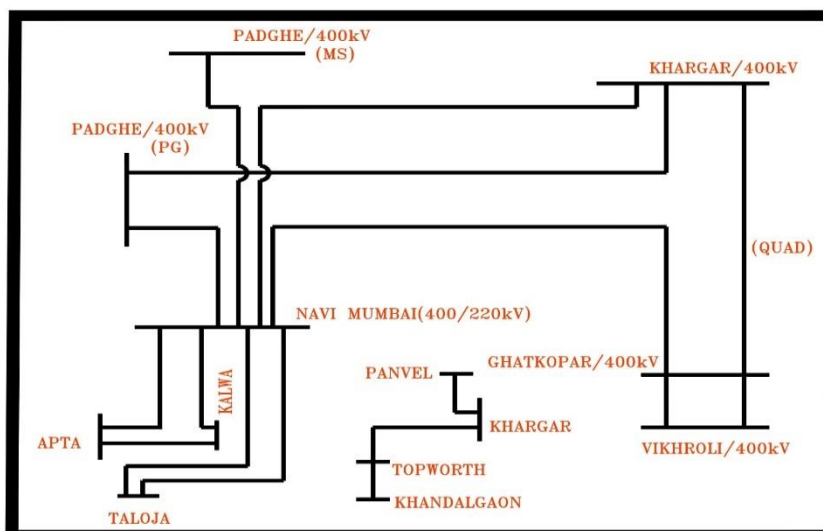 PADGHE/400kV
(MS)
KHARGAR/400kV
PADGHE/400kV
(PG)
(QUAD)
NAVI MUMBAI(400/220kV)
PANVEL
GHATKOPAR/400kV
KALWA
KHARGAR
APTA
VIKHROLI/400kV
TOPWORTH
KHANDALGAON
TALOJA